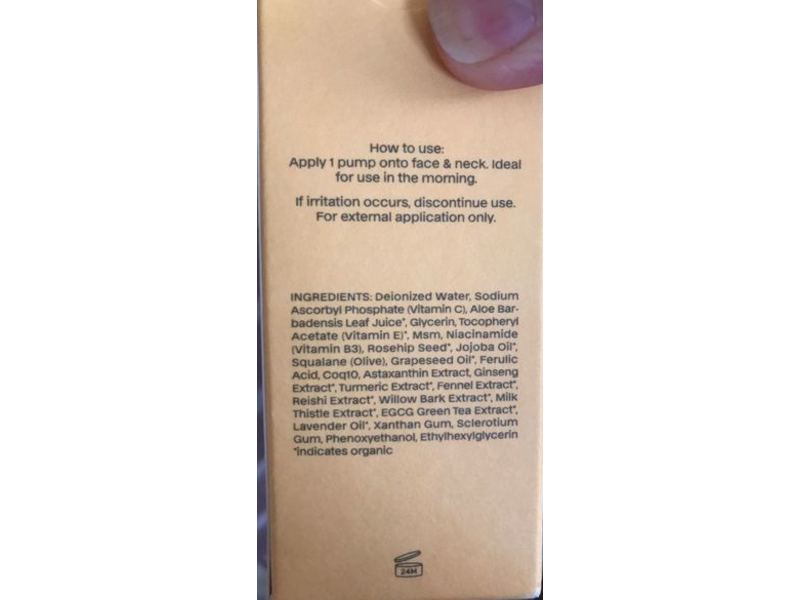 How to use:
Apply 1 pump onto face & neck. Ideal
for use in the morning.
If irritation occurs, discontinue use.
For external application only.
INGREDIENTS: Deionized Water, Sodium
Ascorbyl Phosphate (Vitamin C), Aloe Bar-
badensis Leaf Juice*, Glycerin, Tocopheryl
Acetate (Vitamin E)*, Msm, Niacinamide
(Vitamin B3), Rosehip Seed*, Jojoba Oil*,
Squalane (Olive), Grapeseed Oil*, Ferulic
Acid, Coq10, Astaxanthin Extract, Ginseng
Extract*, Turmeric Extract*, Fennel Extract*,
Reishi Extract*, Willow Bark Extract*, Milk
Thistle Extract*, EGCG Green Tea Extract*,
Lavender Oil*, Xanthan Gum, Sclerotium
Gum, Phenoxyethanol, Ethylhexylglycerin
*indicates organic
24M